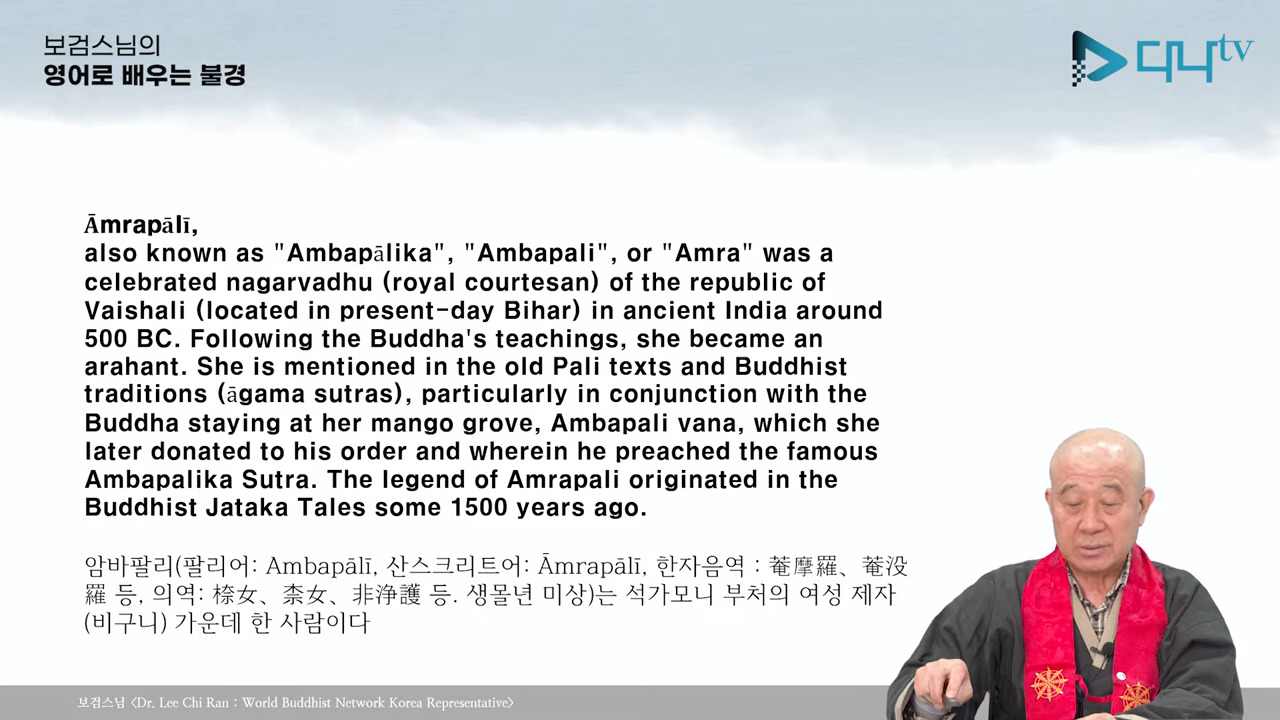 보검스님의
영어로 배우는 불경
다나tv
Āmrapālī,
also known as "Ambapālika", "Ambapali", or "Amra" was a
celebrated nagarvadhu (royal courtesan) of the republic of
Vaishali (located in present-day Bihar) in ancient India around
500 BC. Following the Buddha's teachings, she became an
arahant. She is mentioned in the old Pali texts and Buddhist
traditions (āgama sutras), particularly in conjunction with the
Buddha staying at her mango grove, Ambapali vana, which she
later donated to his order and wherein he preached the famous
Ambapalika Sutra. The legend of Amrapali originated in the
Buddhist Jataka Tales some 1500 years ago.
암바팔리(팔리어: Ambapālī, 산스크리트어: Āmrapālī, 한자음역 : 菴摩羅、菴没
羅 등, 의역: 㮈女、柰女、非浄護 등. 생몰년 미상)는 석가모니 부처의 여성 제자
(비구니) 가운데 한 사람이다
보검스님 <Dr. Lee Chi Ran : World Buddhist Network Korea Representative>